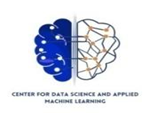 CENTER FOR DATA SCIENCE AND APPLIED
MACHINE LEARNING